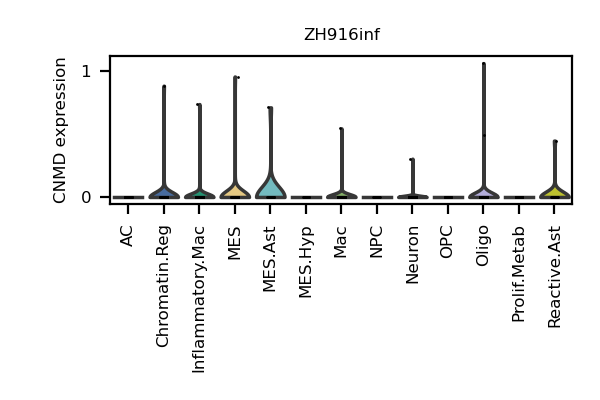 ZH916inf
CNMD expression
1
0
AC
Chromatin.Reg
Inflammatory.Mac
MES
MES.Ast
MES.Hyp
Mac
NPC
Neuron
OPC
Oligo
Prolif.Metab
Reactive.Ast